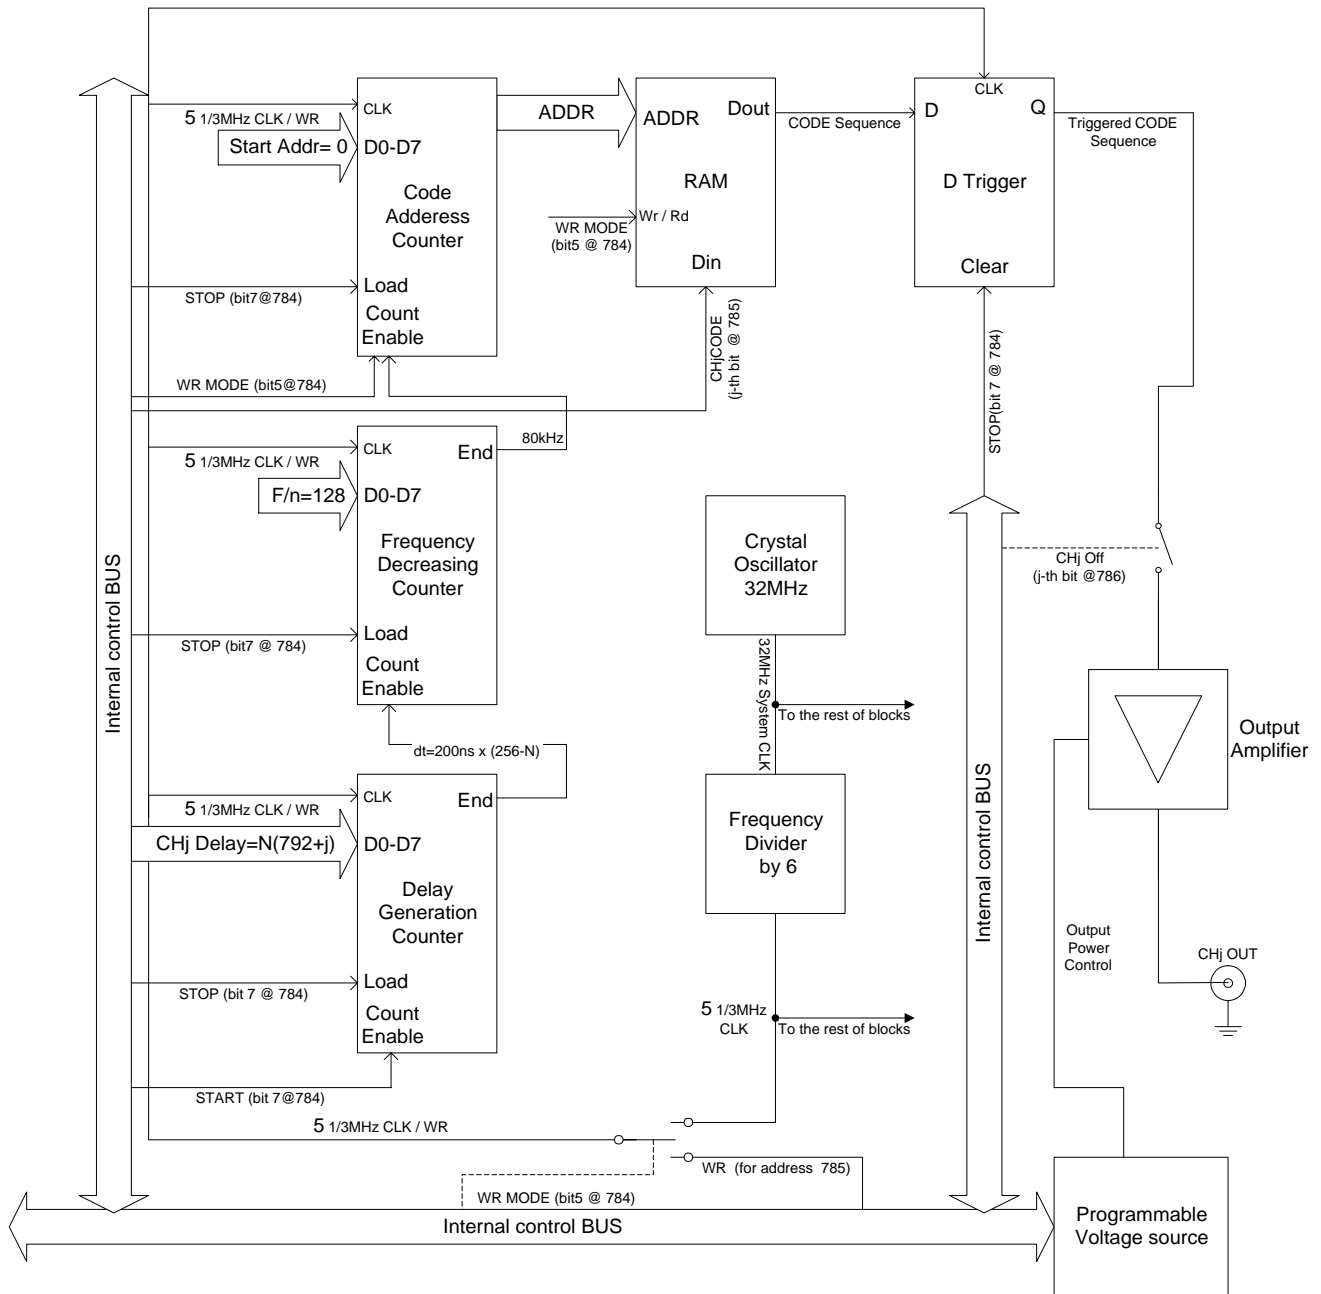 CLK
5 1/3MHz CLK / WR
Start Addr= 0
D0-D7
Code
Adderess
Counter
STOP (bit7@784)
Load
Count
Enable
WR MODE (bit5@784)
ADDR
ADDR
Dout
RAM
Wr / Rd
WR MODE
(bit5 @ 784)
Din
CHjCODE
(j-th bit @ 785)
CODE Sequence
CLK
D
Q
D Trigger
Clear
Triggered CODE
Sequence
STOP(bit 7 @ 784)
CLK
5 1/3MHz CLK / WR
End
80kHz
F/n=128
D0-D7
Frequency
Decreasing
Counter
STOP (bit7 @ 784)
Load
Count
Enable
dt=200ns x (256-N)
Internal control BUS
CLK
5 1/3MHz CLK / WR
End
CHj Delay=N(792+j)
D0-D7
Delay
Generation
Counter
STOP (bit 7 @ 784)
Load
Count
Enable
START (bit 7@784)
5 1/3MHz CLK / WR
Crystal
Oscillator
32MHz
32MHz System CLK
To the rest of blocks
Frequency
Divider
by 6
5 1/3MHz
CLK
To the rest of blocks
WR (for address 785)
WR MODE (bit5 @ 784)
Internal control BUS
Internal control BUS
CHj Off
(j-th bit @786)
Output
Amplifier
Output
Power
Control
CHj OUT
Programmable
Voltage source